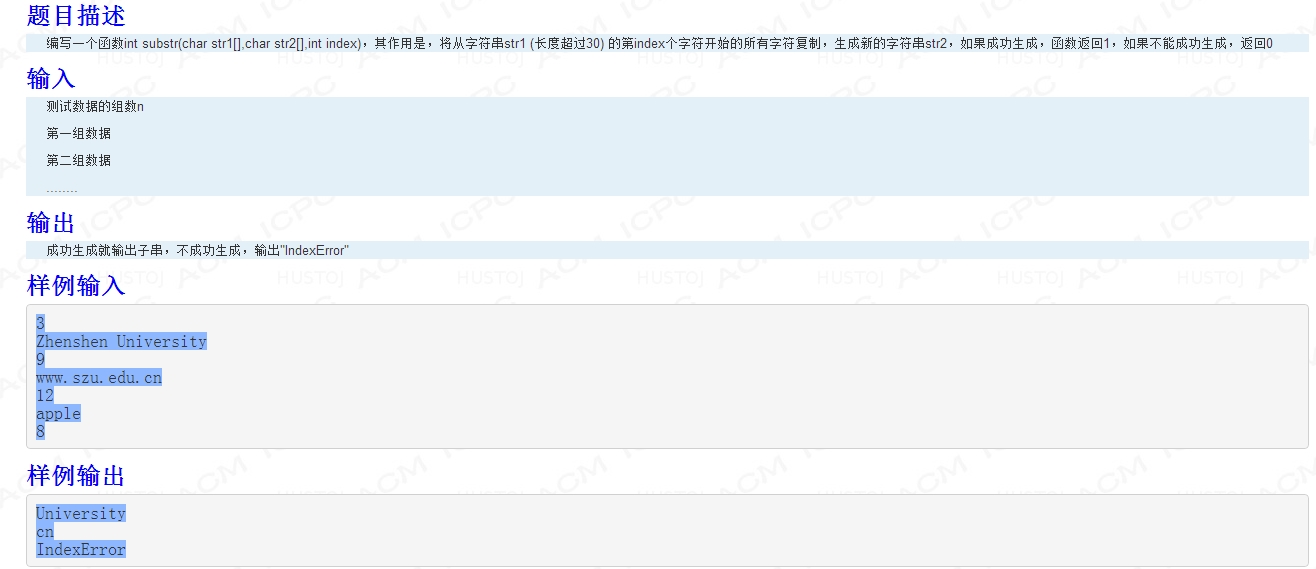 题目描述
编写一个函数int substr(char str1[],char str2[],int index)，其作用是，将从字符串str1 (长度超过30) 的第index个字符开始的所有字符复制，生成新的字符串str2，如果成功生成，函数返回1，如果不能成功生成，返回0
输入
测试数据的组数n
第一组数据
第二组数据
........
输出
成功生成就输出子串，不成功生成，输出"IndexError"
样例输入
3
Zhenshen University
9
www.szu.edu.cn
12
apple
8
样例输出
University
cn
IndexError